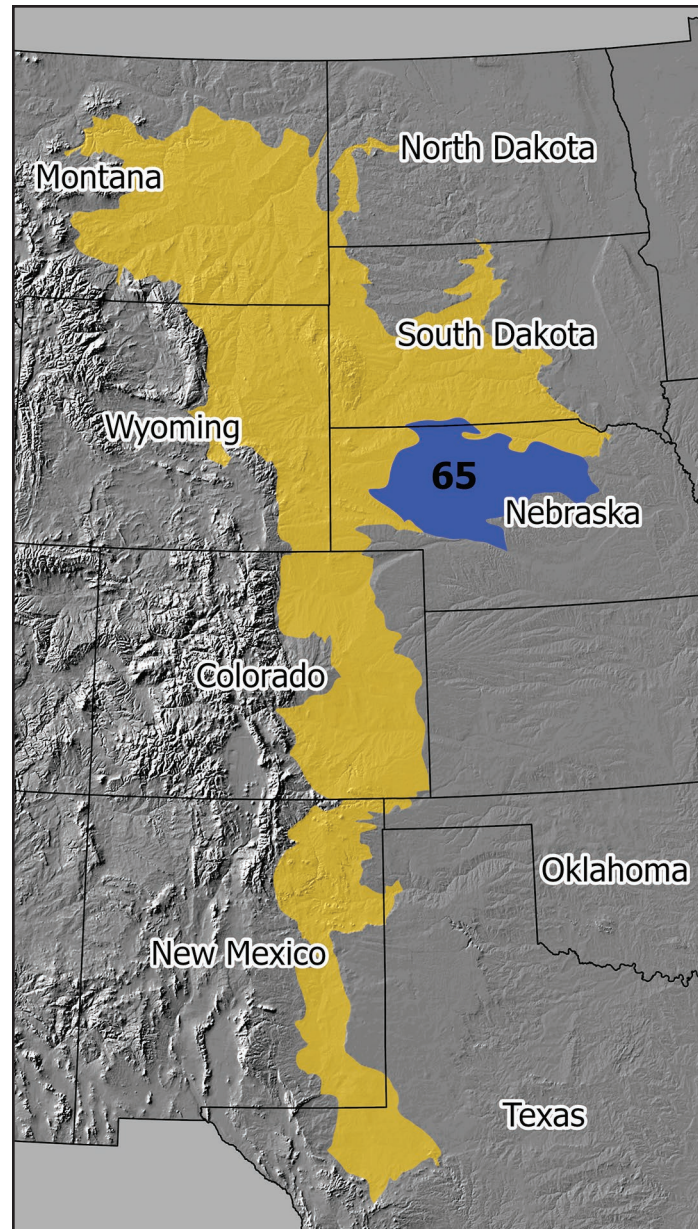 North Dakota
Montana
South Dakota
Wyoming
65
Nebraska
Colorado
Oklahoma
New Mexico
Texas